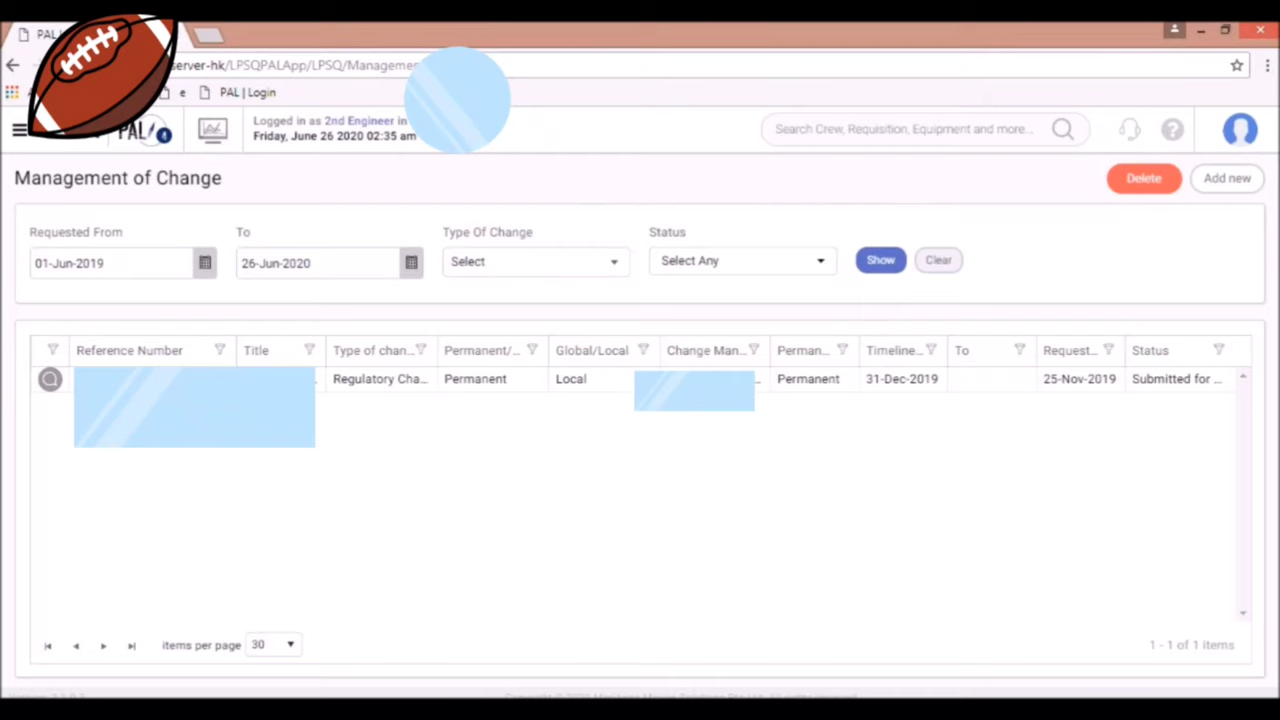 PAL
server-hk/LPSQPALApp/LPSQ/Manageme
e PAL | Login
PAL 4
Logged in as 2nd Engineer in
Friday, June 26 2020 02:35 am
Search Crew, Requisition, Equipment and more...
Management of Change
Delete Add new
Requested From To Type Of Change Status
01-Jun-2019 26-Jun-2020 Select Select Any Show Clear
Reference Number Title Type of chan... Permanent/... Global/Local Change Man... Perman... Timeline... To Request... Status
Regulatory Cha... Permanent Local Permanent 31-Dec-2019 25-Nov-2019 Submitted for ...
items per page 30 1 - 1 of 1 items